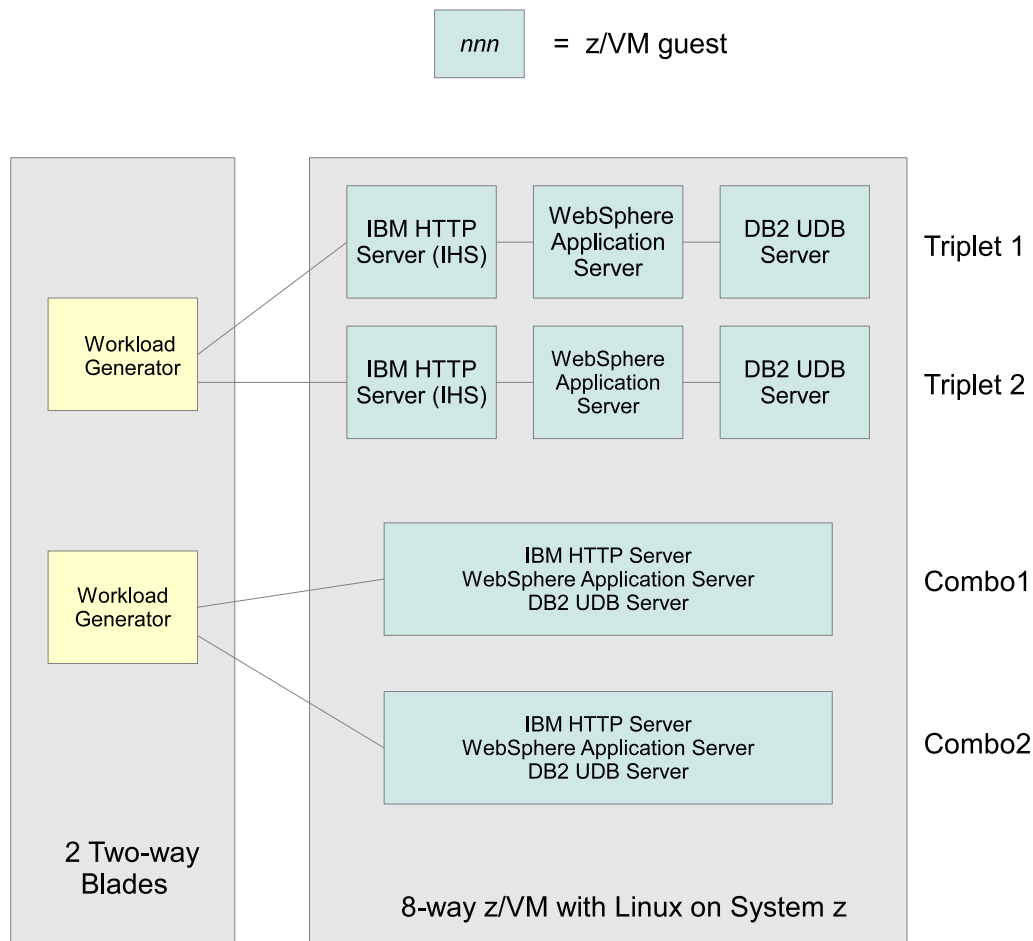 nnn = z/VM guest
IBM HTTP
Server (IHS)
WebSphere
Application
Server
DB2 UDB
Server
Triplet 1
Workload
Generator
IBM HTTP
Server (IHS)
WebSphere
Application
Server
DB2 UDB
Server
Triplet 2
Workload
Generator
IBM HTTP Server
WebSphere Application Server
DB2 UDB Server
Combo1
IBM HTTP Server
WebSphere Application Server
DB2 UDB Server
Combo2
2 Two-way
Blades
8-way z/VM with Linux on System z